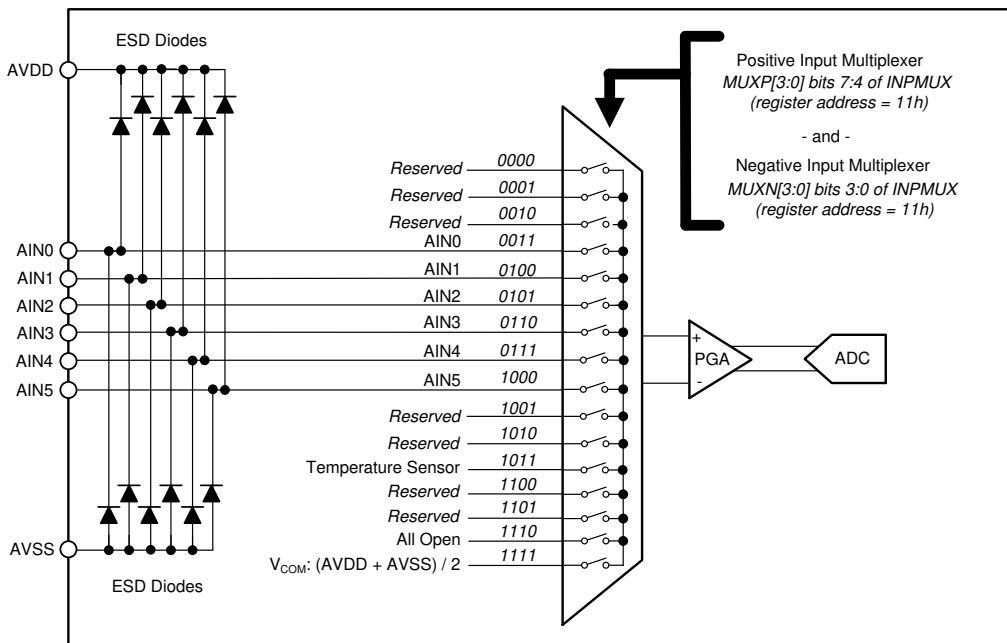 ESD Diodes
AVDD
Positive Input Multiplexer
MUXP[3:0] bits 7:4 of INPMUX
(register address = 11h)
- and -
Negative Input Multiplexer
MUXN[3:0] bits 3:0 of INPMUX
(register address = 11h)
Reserved 0000
Reserved 0001
Reserved 0010
AIN0 AIN0 0011
AIN1 AIN1 0100
AIN2 AIN2 0101
AIN3 AIN3 0110
AIN4 AIN4 0111
AIN5 AIN5 1000
+
PGA
-
ADC
Reserved 1001
Reserved 1010
Temperature Sensor 1011
Reserved 1100
Reserved 1101
All Open 1110
AVSS
VCOM: (AVDD + AVSS) / 2 1111
ESD Diodes